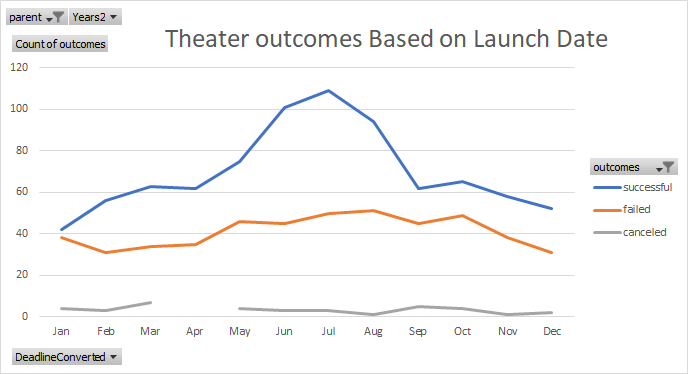 parent Years2
Count of outcomes
Theater outcomes Based on Launch Date
120
100
80
60
40
20
0
Jan Feb Mar Apr May Jun Jul Aug Sep Oct Nov Dec
outcomes
successful
failed
canceled
DeadlineConverted